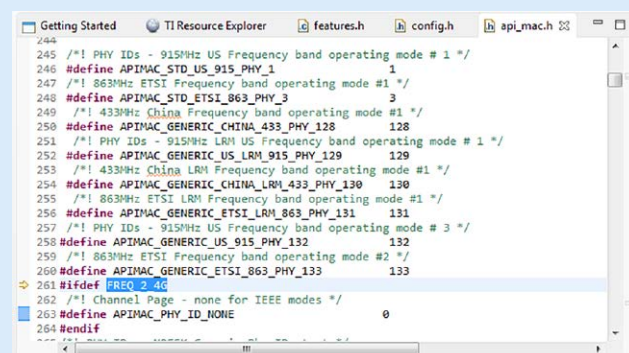 Getting Started TI Resource Explorer features.h config.h api_mac.h
244
245 /*! PHY IDs - 915MHz US Frequency band operating mode # 1 */
246 #define APIMAC_STD_US_915_PHY_1 1
247 /*! 863MHz ETSI Frequency band operating mode #1 */
248 #define APIMAC_STD_ETSI_863_PHY_3 3
249 /*! 433MHz China Frequency band operating mode #1 */
250 #define APIMAC_GENERIC_CHINA_433_PHY_128 128
251 /*! PHY IDs - 915MHz LRM US Frequency band operating mode # 1 */
252 #define APIMAC_GENERIC_US_LRM_915_PHY_129 129
253 /*! 433MHz China LRM Frequency band operating mode #1 */
254 #define APIMAC_GENERIC_CHINA_LRM_433_PHY_130 130
255 /*! 863MHz ETSI LRM Frequency band operating mode #1 */
256 #define APIMAC_GENERIC_ETSI_LRM_863_PHY_131 131
257 /*! PHY IDs - 915MHz US Frequency band operating mode # 3 */
258 #define APIMAC_GENERIC_US_915_PHY_132 132
259 /*! 863MHz ETSI Frequency band operating mode #2 */
260 #define APIMAC_GENERIC_ETSI_863_PHY_133 133
261 #ifdef FREQ_2_4G
262 /*! Channel Page - none for IEEE modes */
263 #define APIMAC_PHY_ID_NONE 0
264 #endif